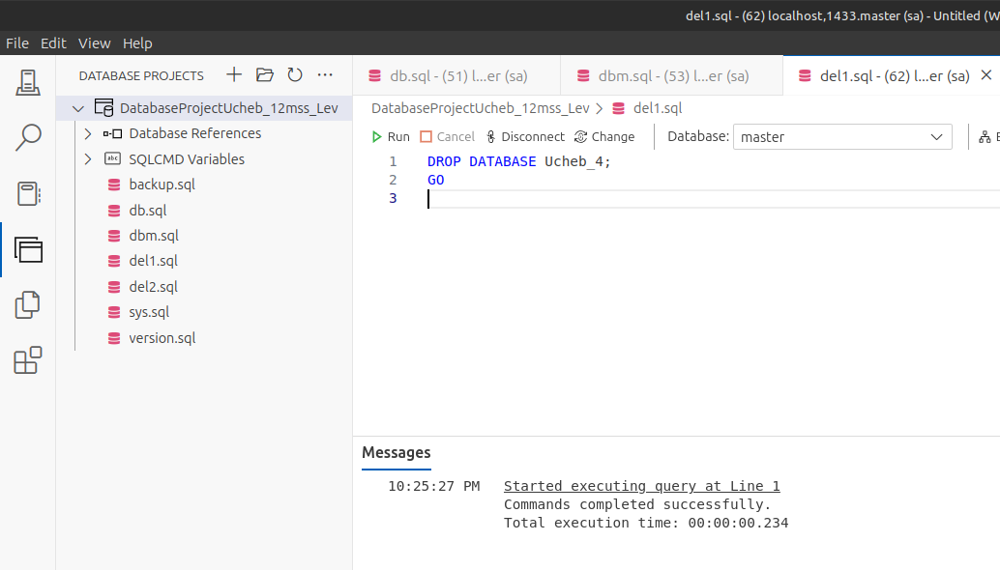 del1.sql - (62) localhost,1433.master (sa) - Untitled (W
File Edit View Help
DATABASE PROJECTS
db.sql - (51) l...er (sa)
dbm.sql - (53) l...er (sa)
del1.sql - (62) l...er (sa)
DatabaseProjectUcheb_12mss_Lev
Database References
SQLCMD Variables
backup.sql
db.sql
dbm.sql
del1.sql
del2.sql
sys.sql
version.sql
DatabaseProjectUcheb_12mss_Lev > del1.sql
Run Cancel Disconnect Change Database: master E
1 DROP DATABASE Ucheb_4;
2 GO
3
Messages
10:25:27 PM Started executing query at Line 1
Commands completed successfully.
Total execution time: 00:00:00.234